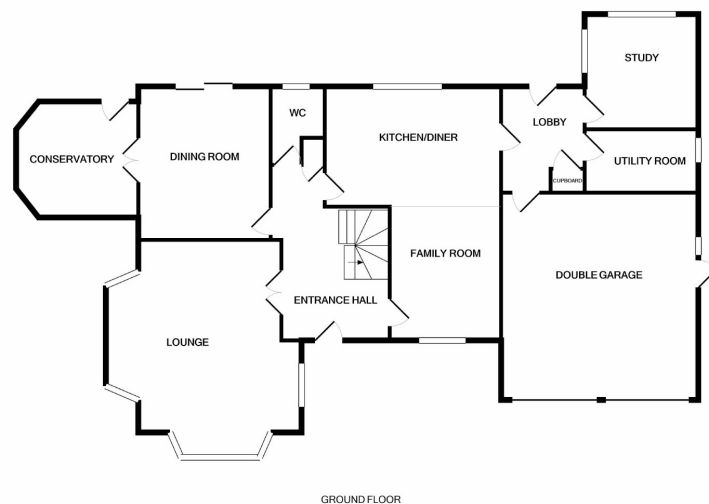 STUDY
WC
LOBBY
KITCHEN/DINER
CONSERVATORY
DINING ROOM
UTILITY ROOM
CUPBOARD
FAMILY ROOM
DOUBLE GARAGE
ENTRANCE HALL
LOUNGE
GROUND FLOOR